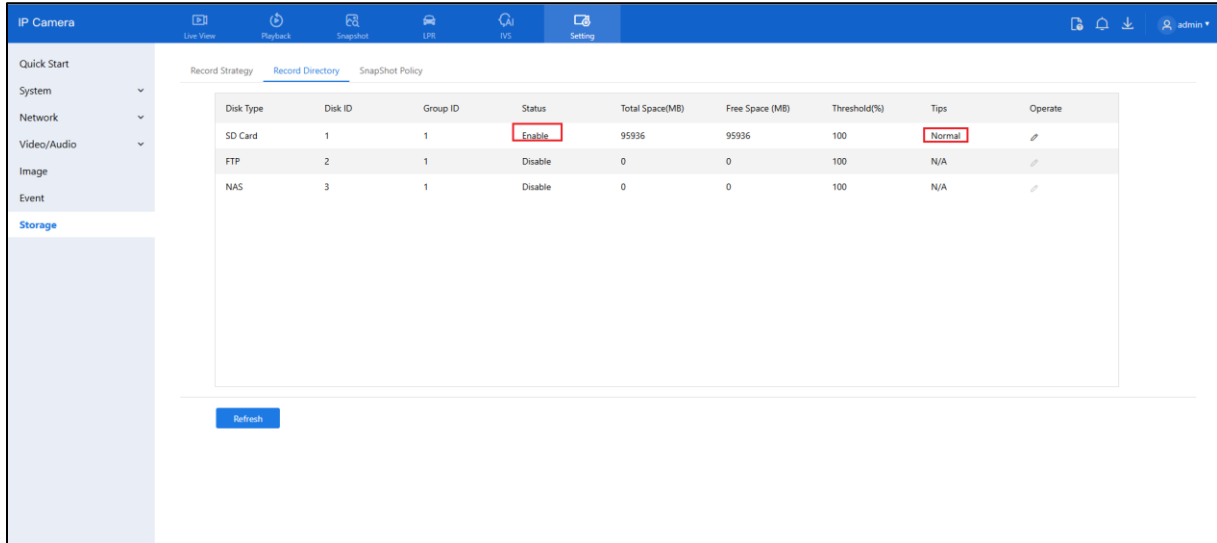 IP Camera
Live View Playback Snapshot LPR AI IVS Setting
admin
Quick Start
System
Network
Video/Audio
Image
Event
Storage
Record Strategy Record Directory SnapShot Policy
Disk Type Disk ID Group ID Status Total Space(MB) Free Space (MB) Threshold(%) Tips Operate
SD Card 1 1 Enable 95936 95936 100 Normal
FTP 2 1 Disable 0 0 100 N/A
NAS 3 1 Disable 0 0 100 N/A
Refresh